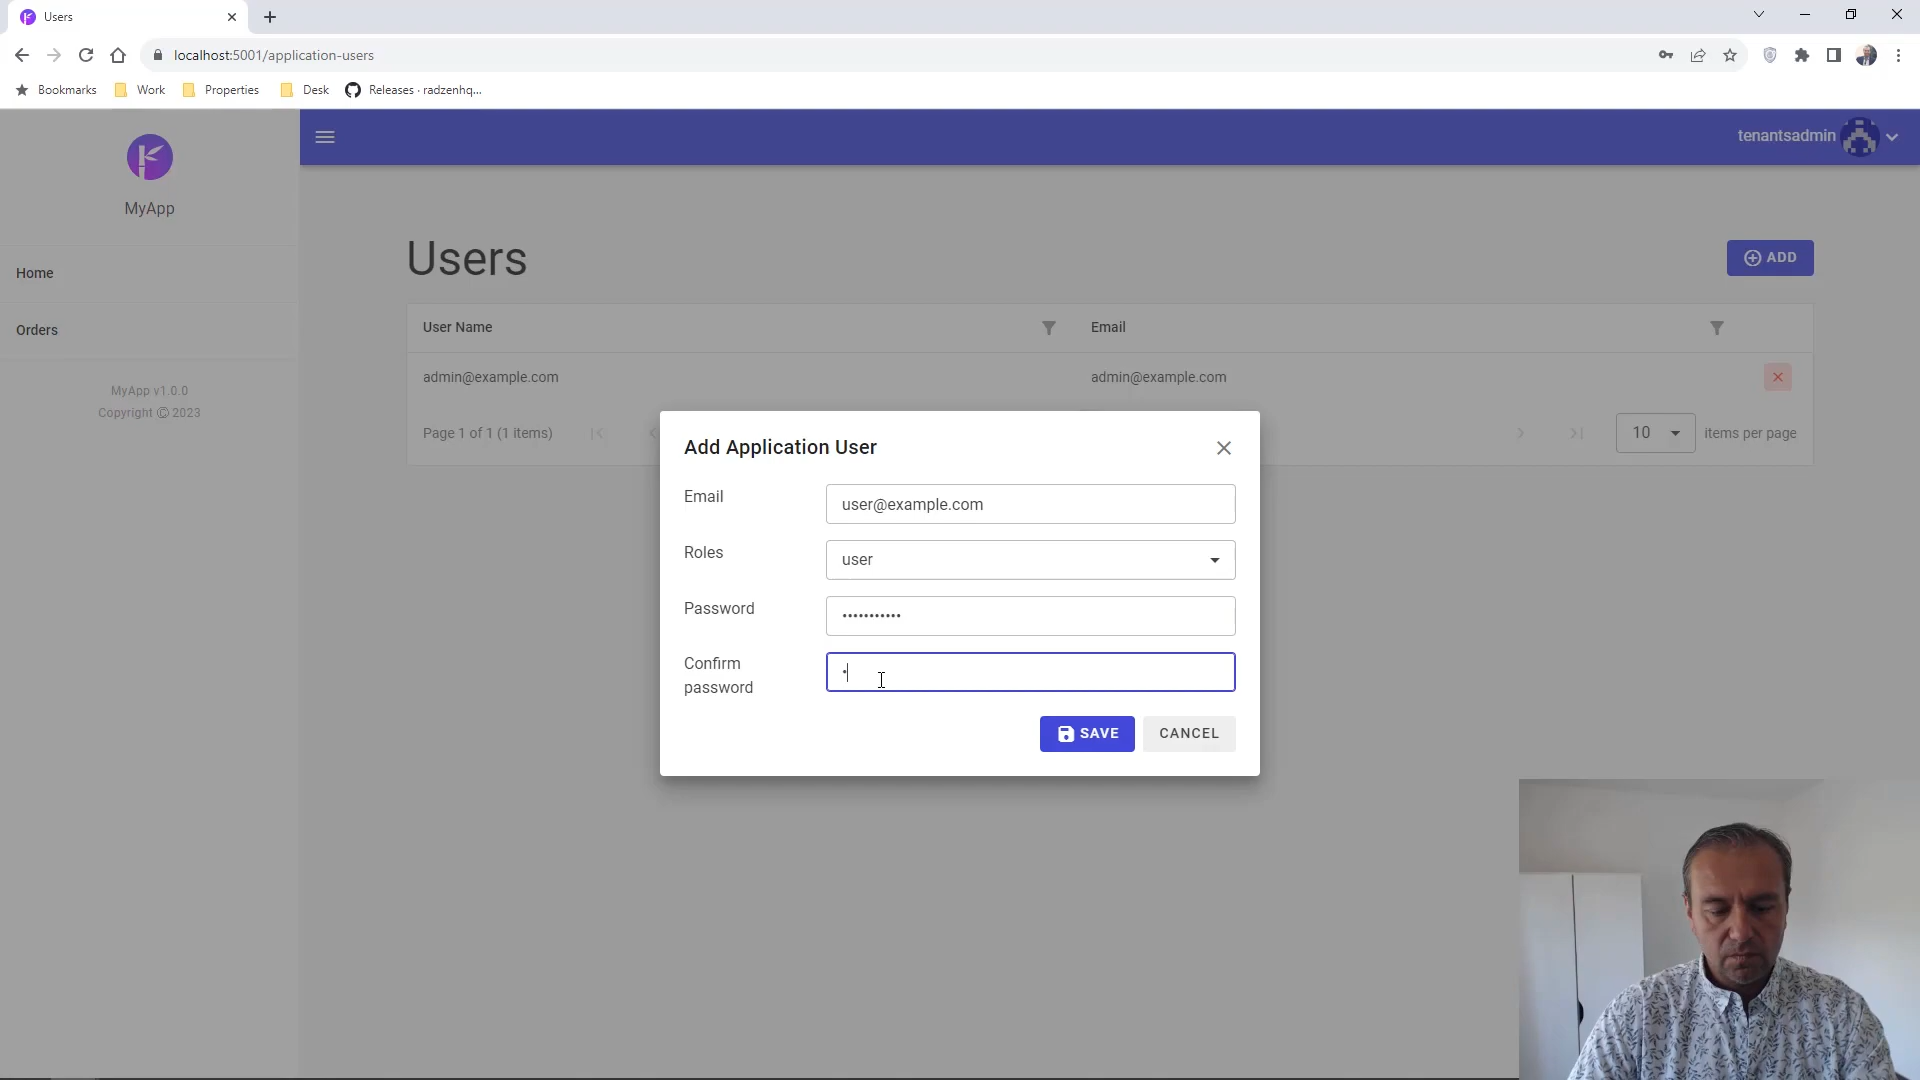 Users
localhost:5001/application-users
Bookmarks
Work
Properties
Desk
Releases · radzenhq...
tenantsadmin
MyApp
Home
Orders
MyApp v1.0.0
Copyright © 2023
Users
ADD
User Name
Email
admin@example.com
admin@example.com
Page 1 of 1 (1 items)
10
items per page
Add Application User
Email
user@example.com
Roles
user
Password
•••••••••••
Confirm
password
•
SAVE
CANCEL